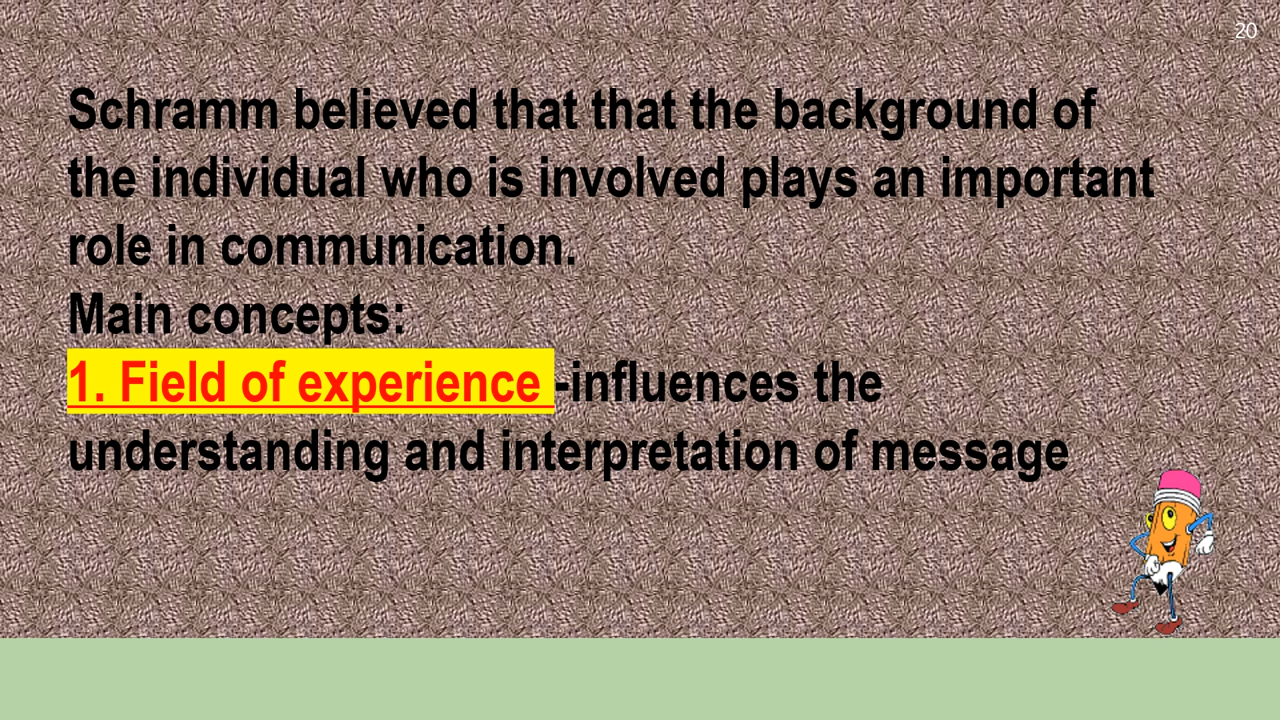 20
Schramm believed that that the background of
the individual who is involved plays an important
role in communication.
Main concepts:
1. Field of experience -influences the
understanding and interpretation of message